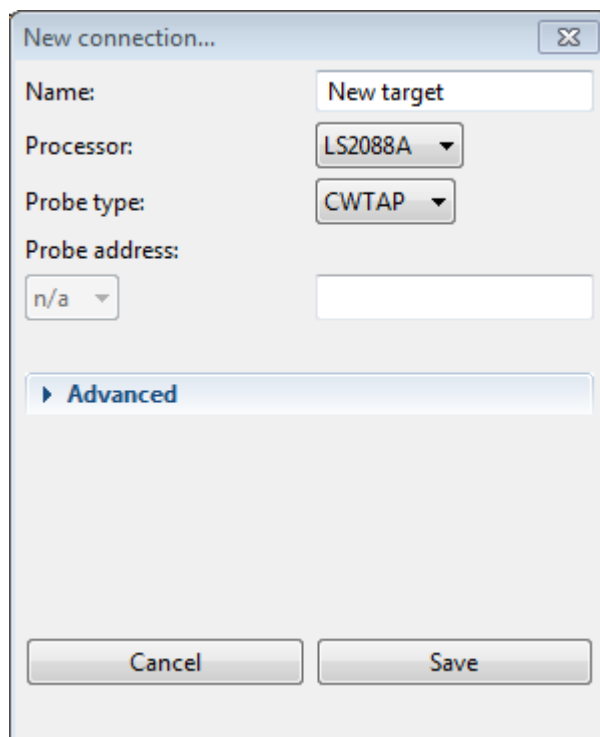 New connection...
Name: New target
Processor: LS2088A
Probe type: CWTAP
Probe address:
n/a
Advanced
Cancel Save